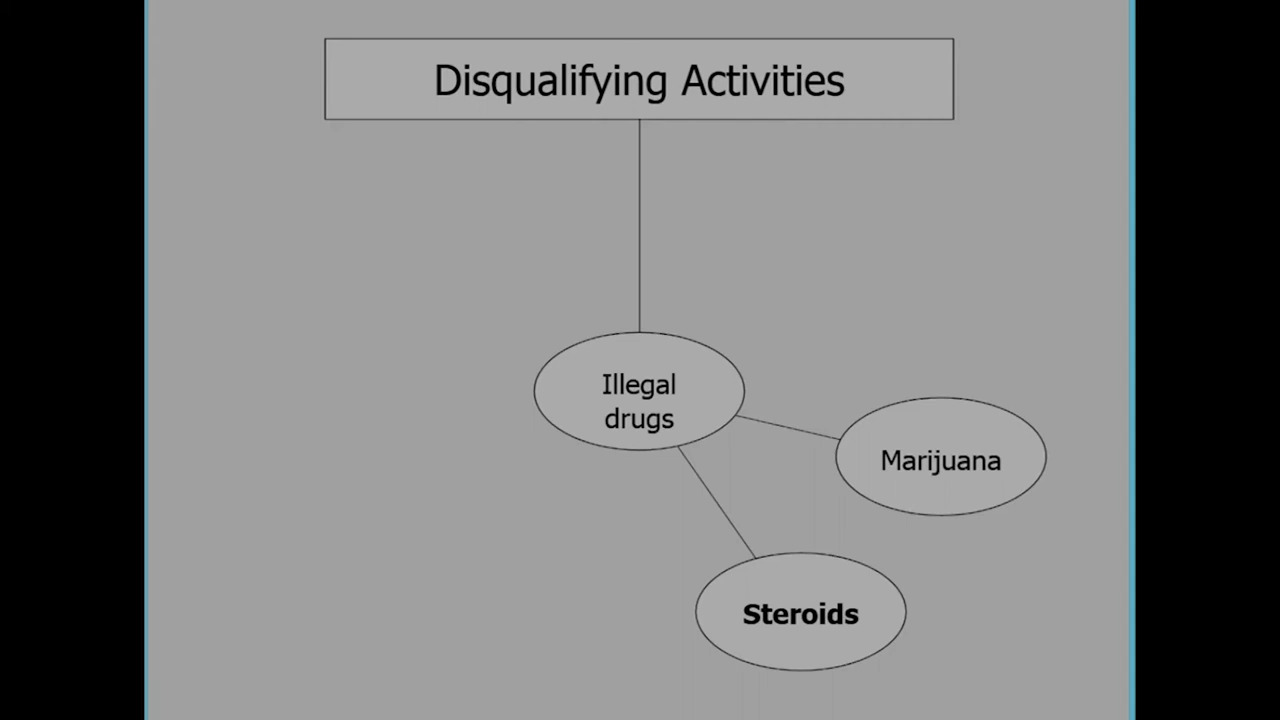 Disqualifying Activities
Illegal
drugs
Marijuana
Steroids